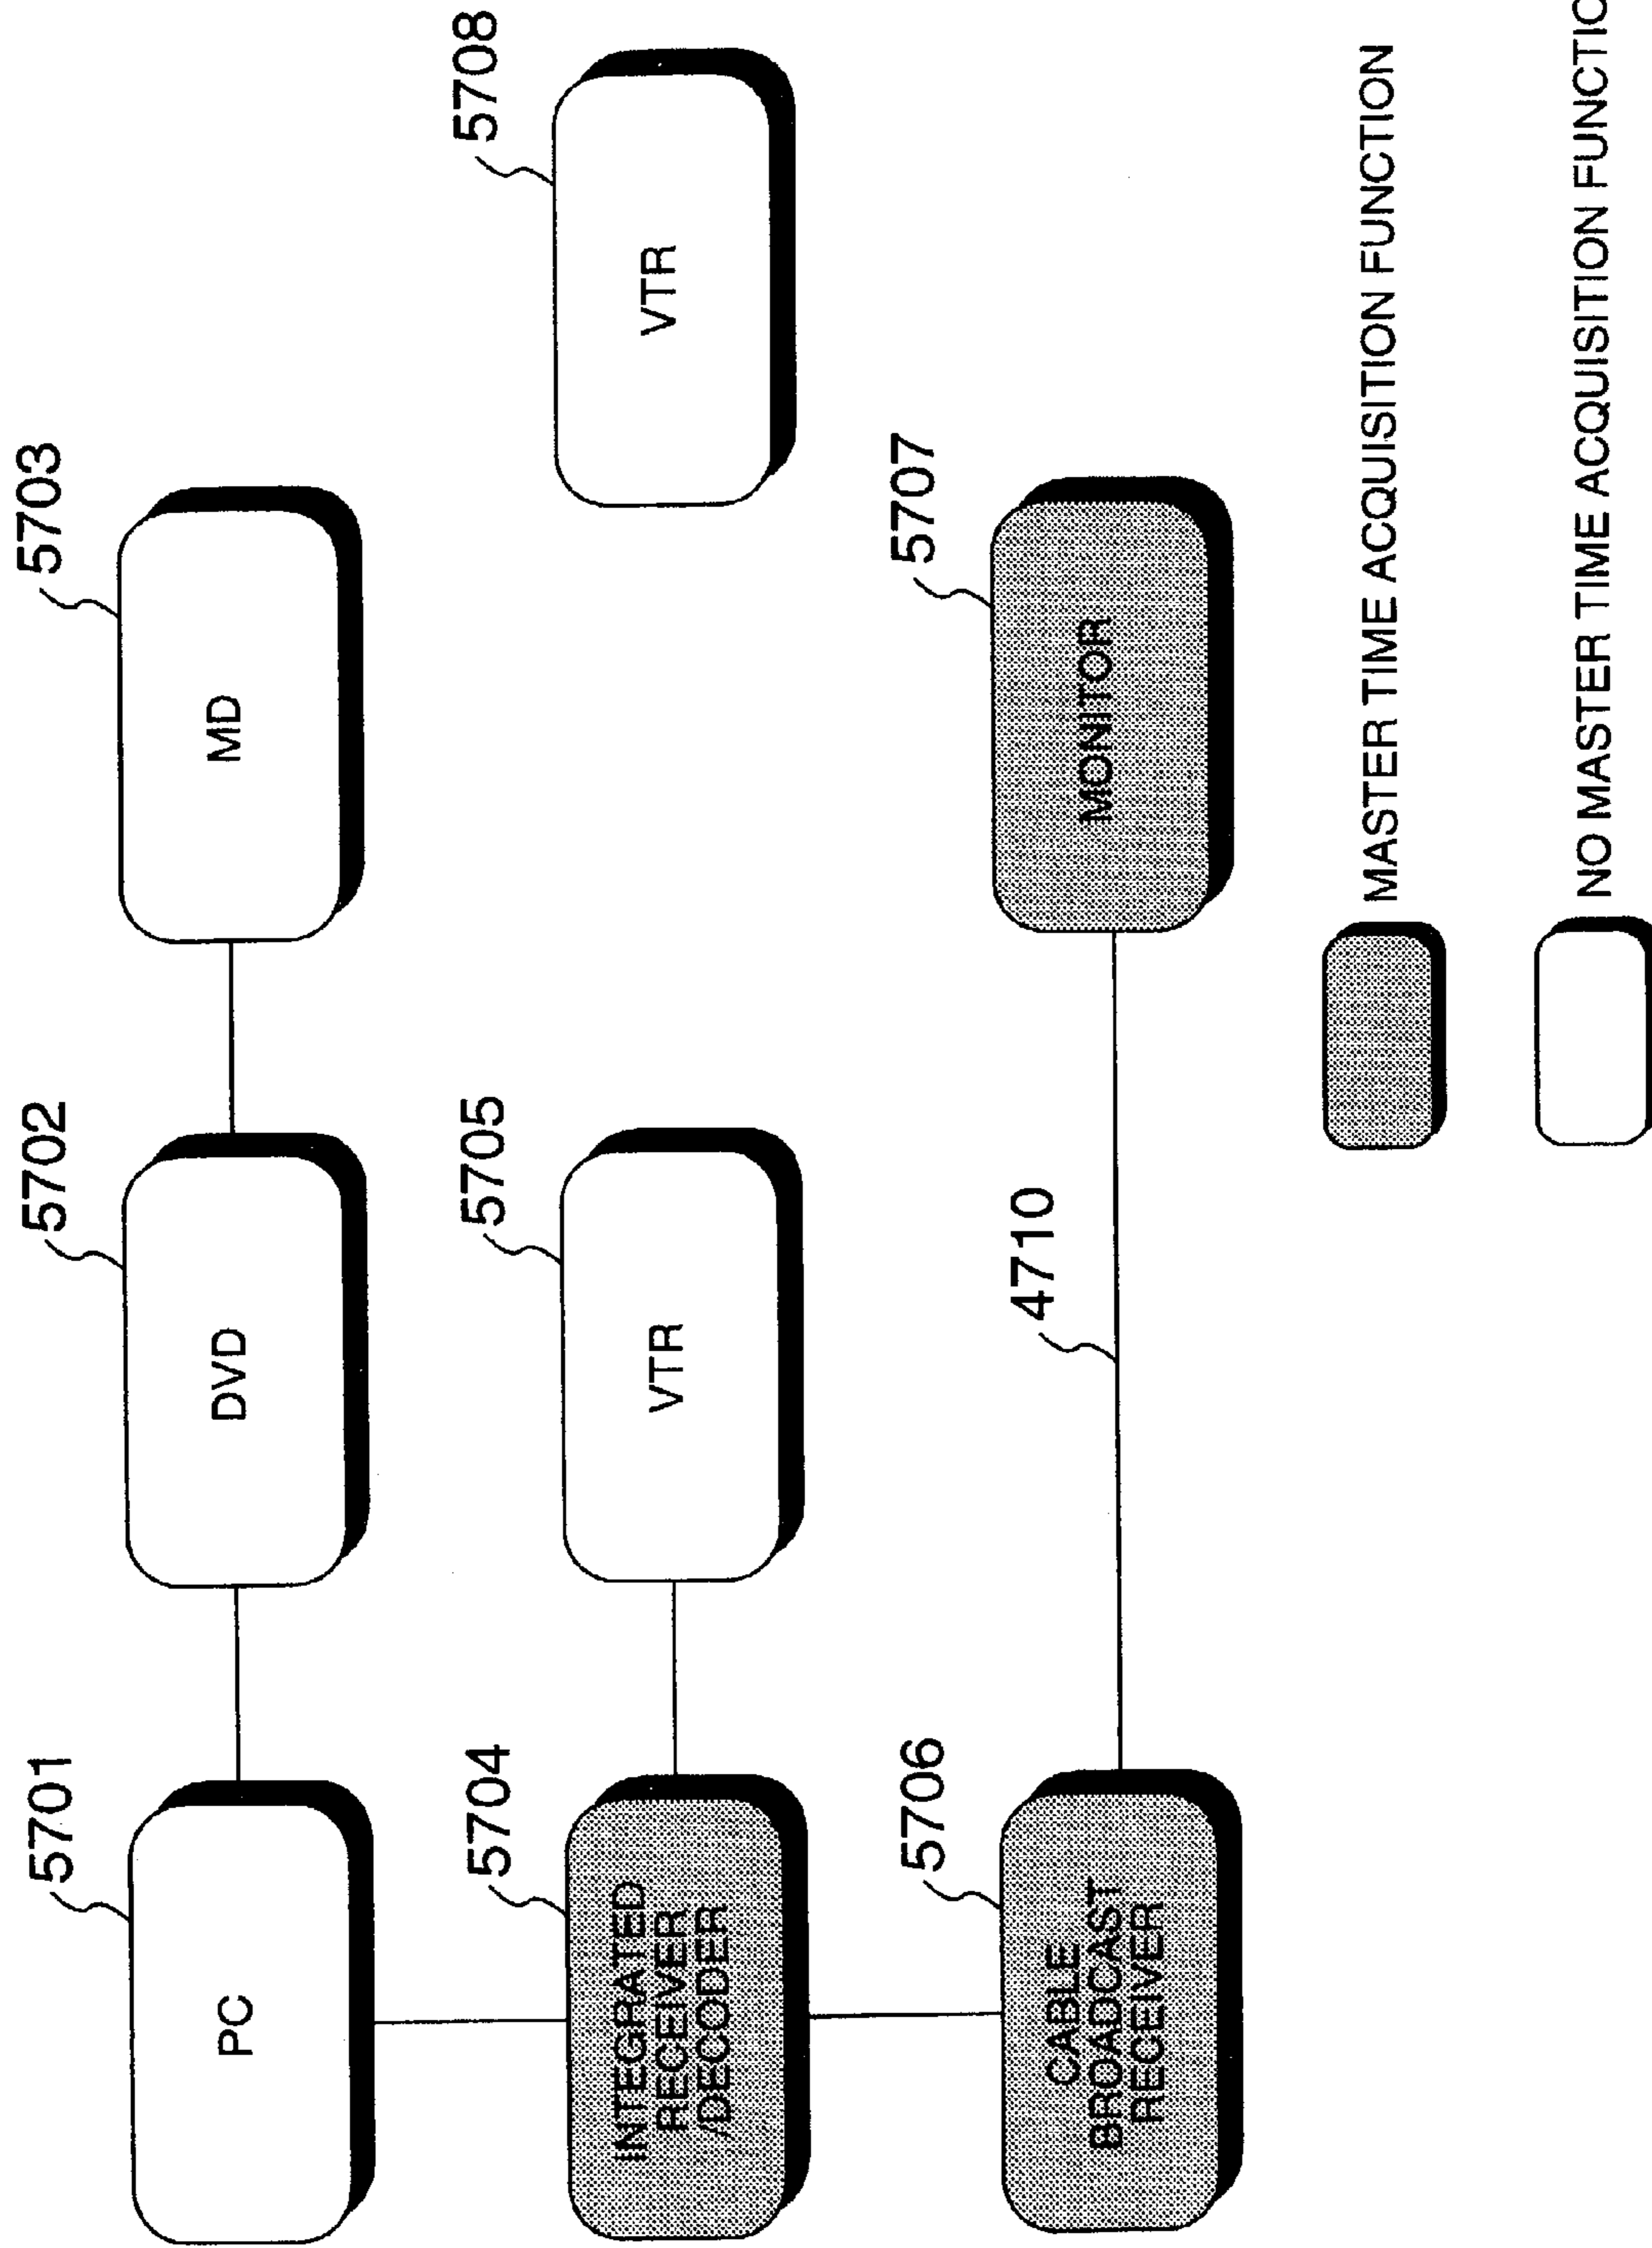 5701
5702
5703
PC
DVD
MD
5704
5705
5708
INTEGRATED
RECEIVER
/DECODER
VTR
VTR
5706
4710
5707
CABLE
BROADCAST
RECEIVER
MONITOR
MASTER TIME ACQUISITION FUNCTION
NO MASTER TIME ACQUISITION FUNCTIO